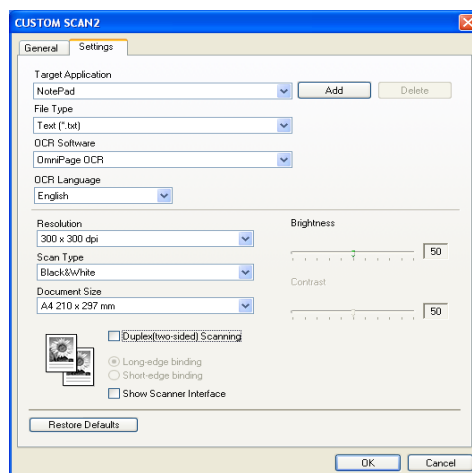 CUSTOM SCAN2
General Settings
Target Application
NotePad Add Delete
File Type
Text (*.txt)
OCR Software
OmniPage OCR
OCR Language
English
Resolution Brightness
300 x 300 dpi 50
Scan Type
Black&White Contrast
Document Size
A4 210 x 297 mm 50
Duplex(two-sided) Scanning
Long-edge binding
Short-edge binding
Show Scanner Interface
Restore Defaults
OK Cancel